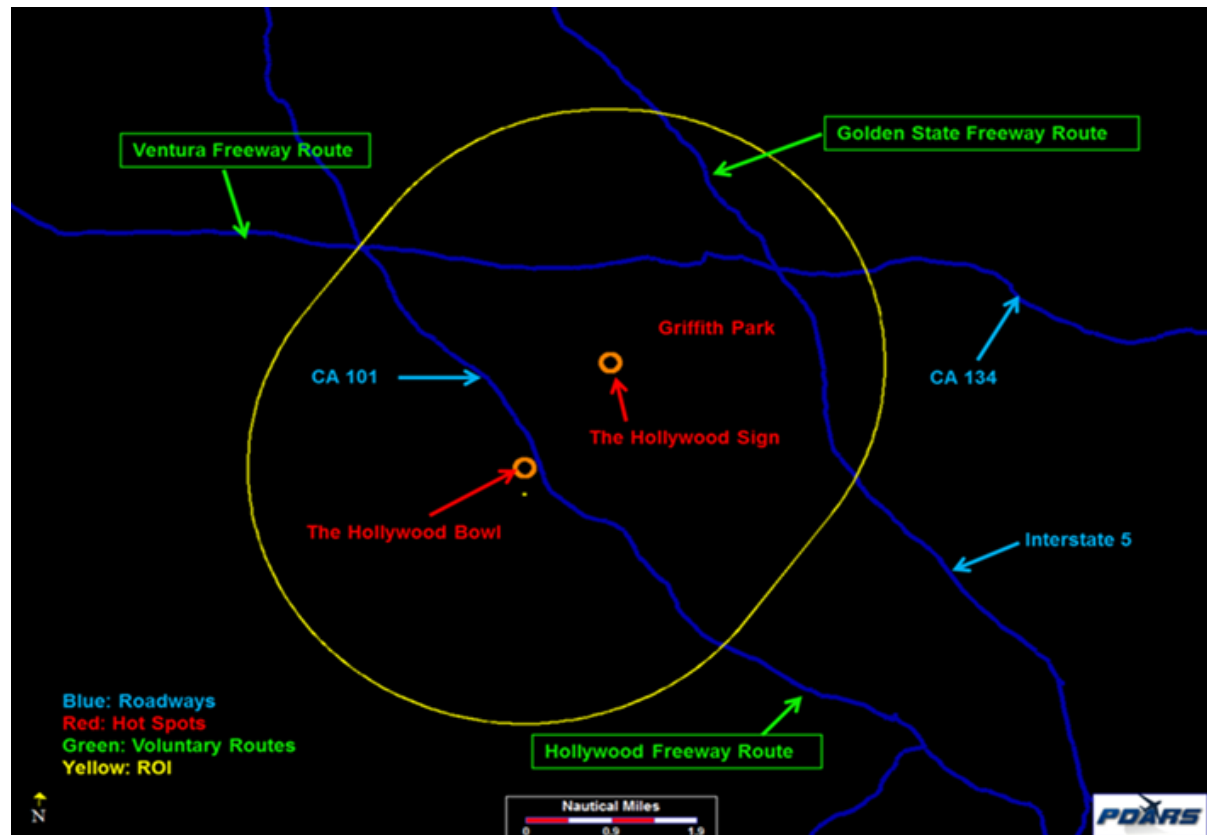 Ventura Freeway Route
Golden State Freeway Route
Griffith Park
CA 101
CA 134
The Hollywood Sign
The Hollywood Bowl
Interstate 5
Blue: Roadways
Red: Hot Spots
Green: Voluntary Routes
Yellow: ROI
Hollywood Freeway Route
N
Nautical Miles
0 0.9 1.9
PDARS